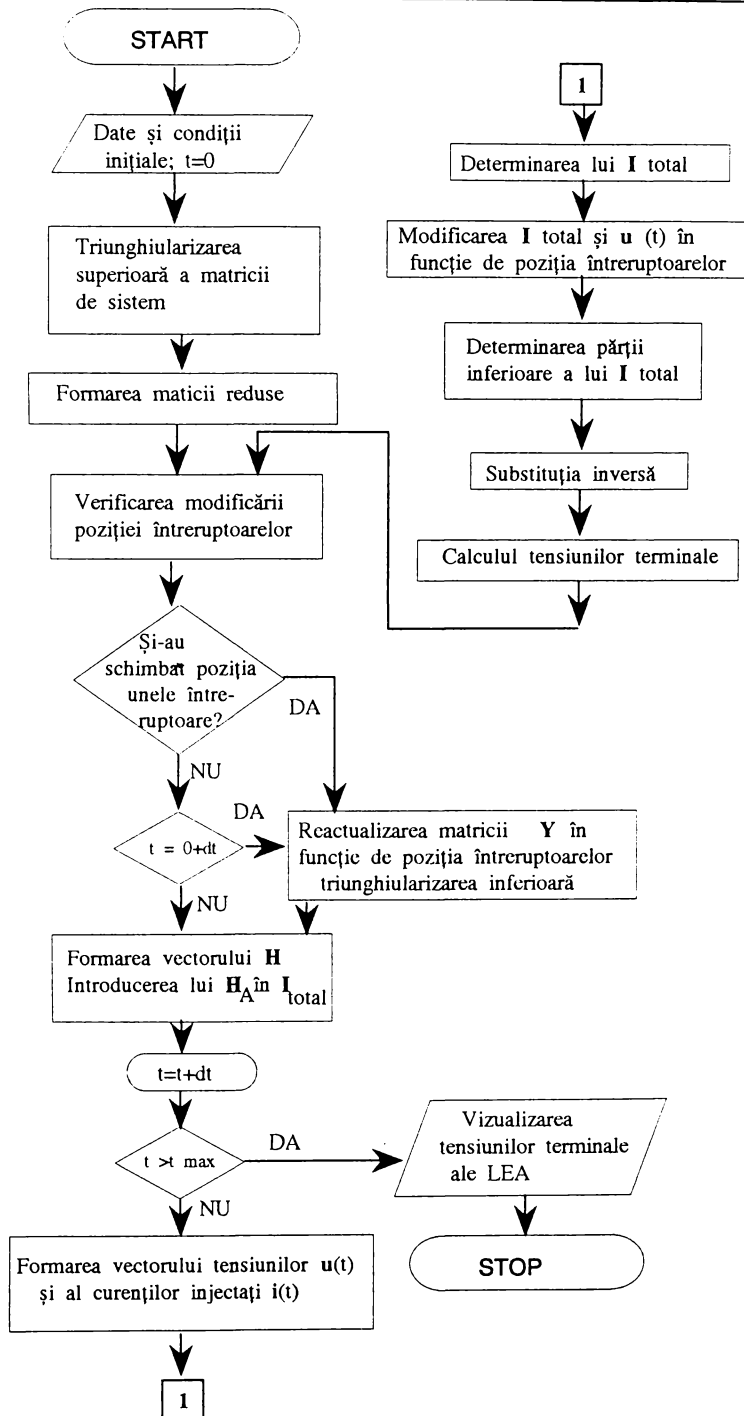 START
Date și condiții
inițiale; t=0
Triunghiularizarea
superioară a matricii
de sistem
Formarea maticii reduse
Verificarea modificării
poziției întreruptoarelor
Și-au
schimbat poziția
unele între-
ruptoare?
DA
NU
t = 0+dt
DA
NU
Reactualizarea matricii Y în
funcție de poziția întreruptoarelor
triunghiularizarea inferioară
Formarea vectorului H
Introducerea lui H_A în I_total
t=t+dt
t >t max
DA
NU
Vizualizarea
tensiunilor terminale
ale LEA
STOP
Formarea vectorului tensiunilor u(t)
și al curenților injectați i(t)
1
1
Determinarea lui I total
Modificarea I total și u (t) în
funcție de poziția întreruptoarelor
Determinarea părții
inferioare a lui I total
Substituția inversă
Calculul tensiunilor terminale